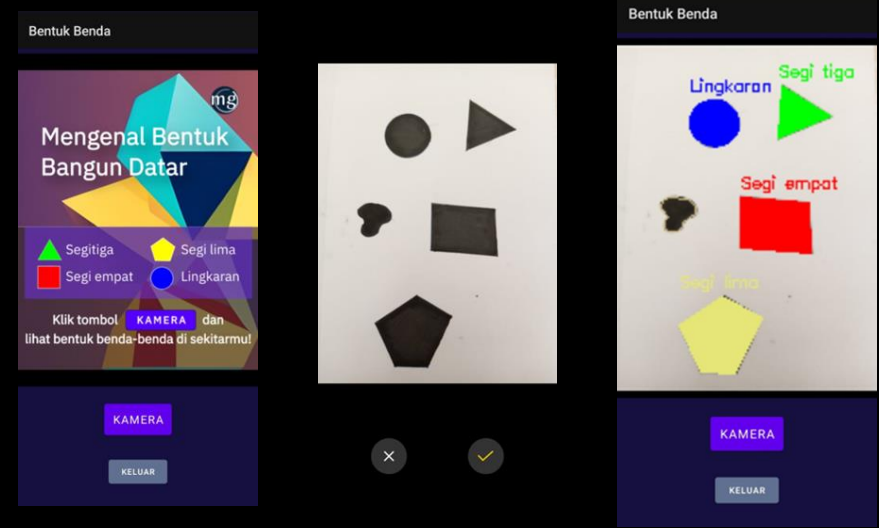 Bentuk Benda
mg
Mengenal Bentuk
Bangun Datar
Segitiga
Segi lima
Segi empat
Lingkaran
Klik tombol KAMERA dan
lihat bentuk benda-benda di sekitarmu!
KAMERA
KELUAR
Bentuk Benda
Segi tiga
Lingkaran
Segi empat
Segi lima
KAMERA
KELUAR